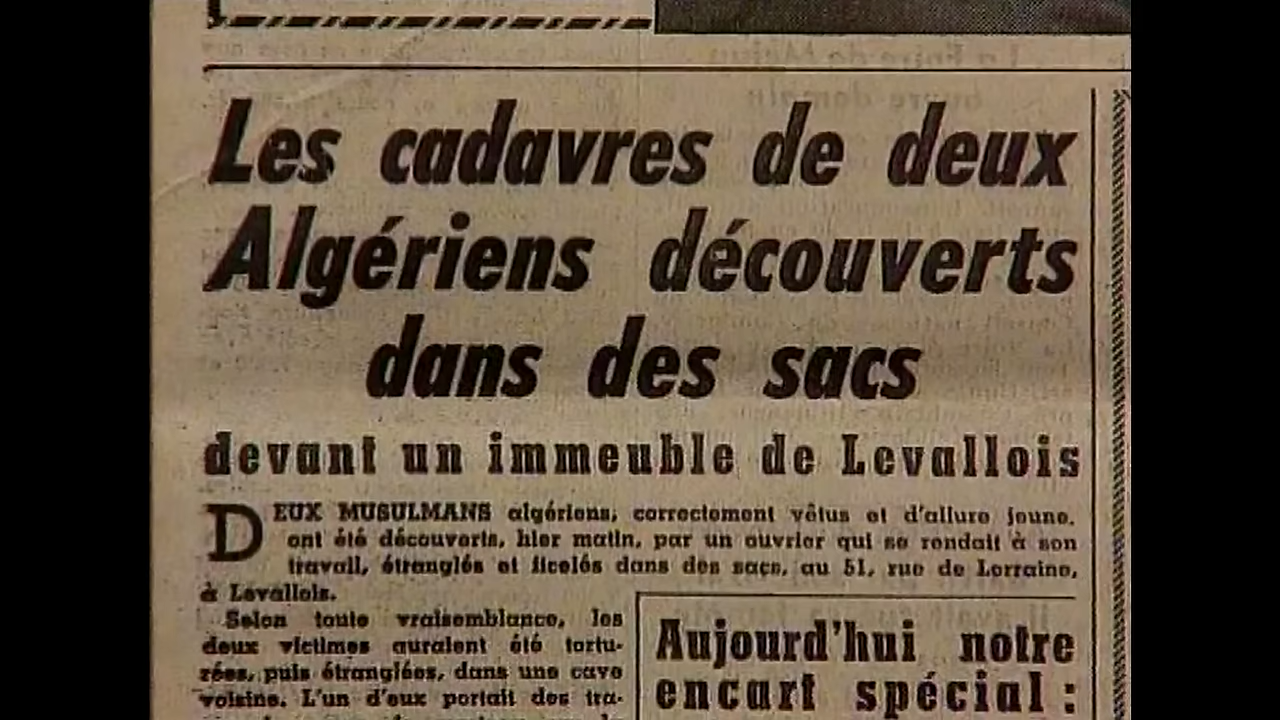 Les cadavres de deux
Algériens découverts
dans des sacs
devant un immeuble de Levallois
DEUX MUSULMANS algériens, correctement vêtus et d'allure jeune,
ont été découverts, hier matin, par un ouvrier qui se rendait à son
travail, étranglés et ficelés dans des sacs, au 51, rue de Lorraine,
à Levallois.
Selon toute vraisemblance, les
deux victimes auraient été tortu-
rées, puis étranglées, dans une cave
voisine. L'un d'eux portait des tra-
Aujourd'hui notre
encart spécial :